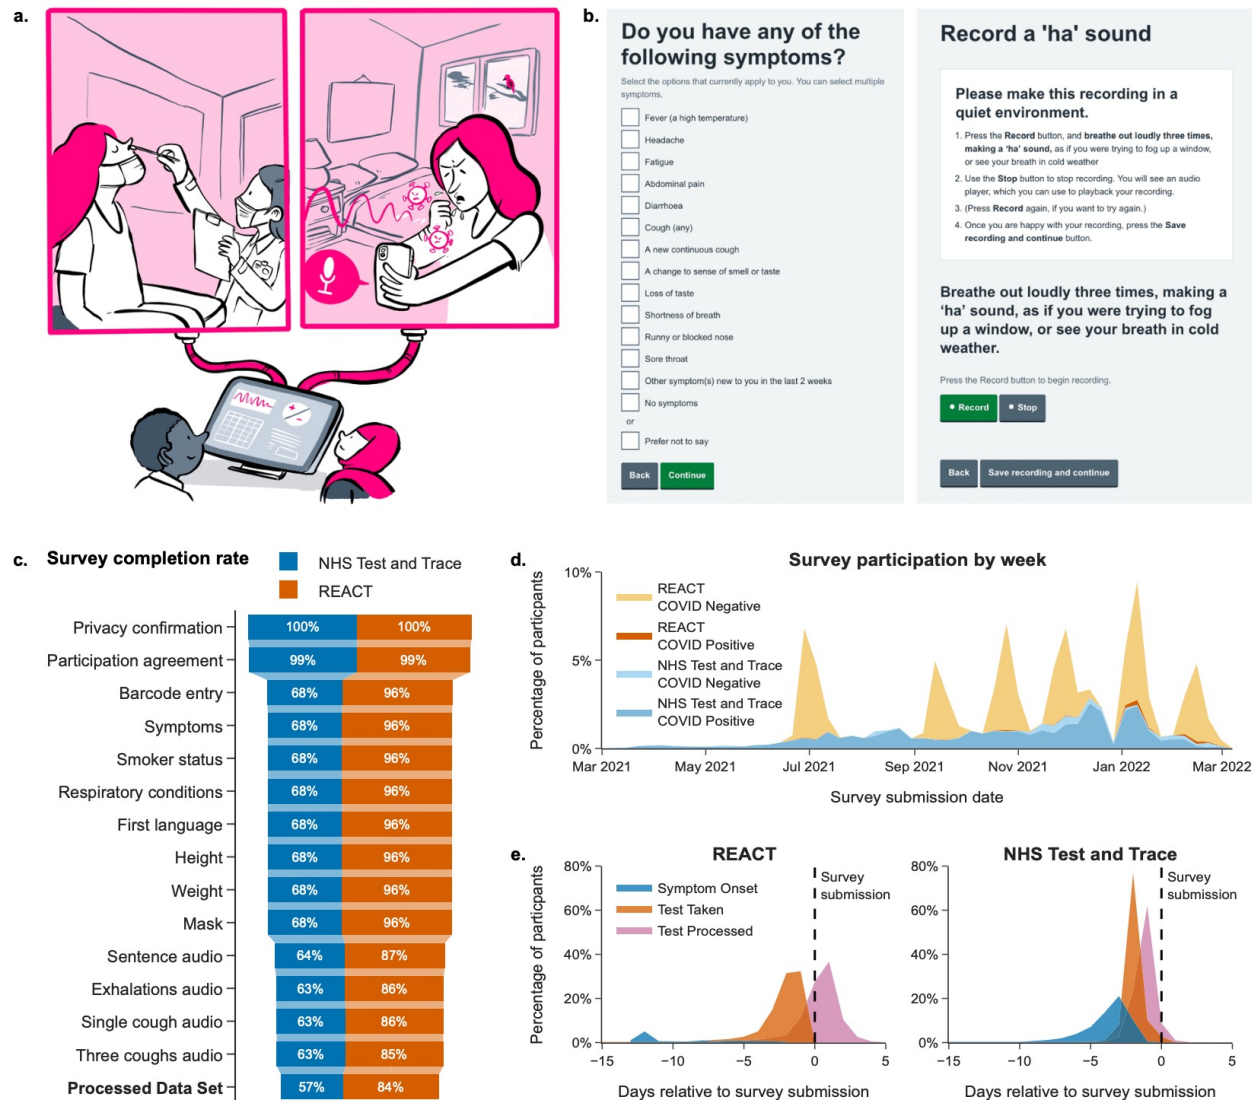 a.
b.
Do you have any of the
following symptoms?
Select the options that currently apply to you. You can select multiple
symptoms.
Fever (a high temperature)
Headache
Fatigue
Abdominal pain
Diarrhoea
Cough (any)
A new continuous cough
A change to sense of smell or taste
Loss of taste
Shortness of breath
Runny or blocked nose
Sore throat
Other symptom(s) new to you in the last 2 weeks
No symptoms
or
Prefer not to say
Back
Continue
Record a 'ha' sound
Please make this recording in a
quiet environment.
1. Press the Record button, and breathe out loudly three times,
making a 'ha' sound, as if you were trying to fog up a window,
or see your breath in cold weather
2. Use the Stop button to stop recording. You will see an audio
player, which you can use to playback your recording.
3. (Press Record again, if you want to try again.)
4. Once you are happy with your recording, press the Save
recording and continue button.
Breathe out loudly three times, making a
‘ha’ sound, as if you were trying to fog
up a window, or see your breath in cold
weather.
Press the Record button to begin recording.
Record
Stop
Back
Save recording and continue
c.
Survey completion rate
NHS Test and Trace
REACT
Privacy confirmation 100% 100%
Participation agreement 99% 99%
Barcode entry 68% 96%
Symptoms 68% 96%
Smoker status 68% 96%
Respiratory conditions 68% 96%
First language 68% 96%
Height 68% 96%
Weight 68% 96%
Mask 68% 96%
Sentence audio 64% 87%
Exhalations audio 63% 86%
Single cough audio 63% 86%
Three coughs audio 63% 85%
Processed Data Set 57% 84%
d.
Survey participation by week
Percentage of particpants
10%
5%
0%
REACT
COVID Negative
REACT
COVID Positive
NHS Test and Trace
COVID Negative
NHS Test and Trace
COVID Positive
Mar 2021 May 2021 Jul 2021 Sep 2021 Nov 2021 Jan 2022 Mar 2022
Survey submission date
e.
REACT
Percentage of particpants
80%
60%
40%
20%
0%
Symptom Onset
Test Taken
Test Processed
Survey
submission
−15 −10 −5 0 5
Days relative to survey submission
NHS Test and Trace
80%
60%
40%
20%
0%
Survey
submission
−15 −10 −5 0 5
Days relative to survey submission